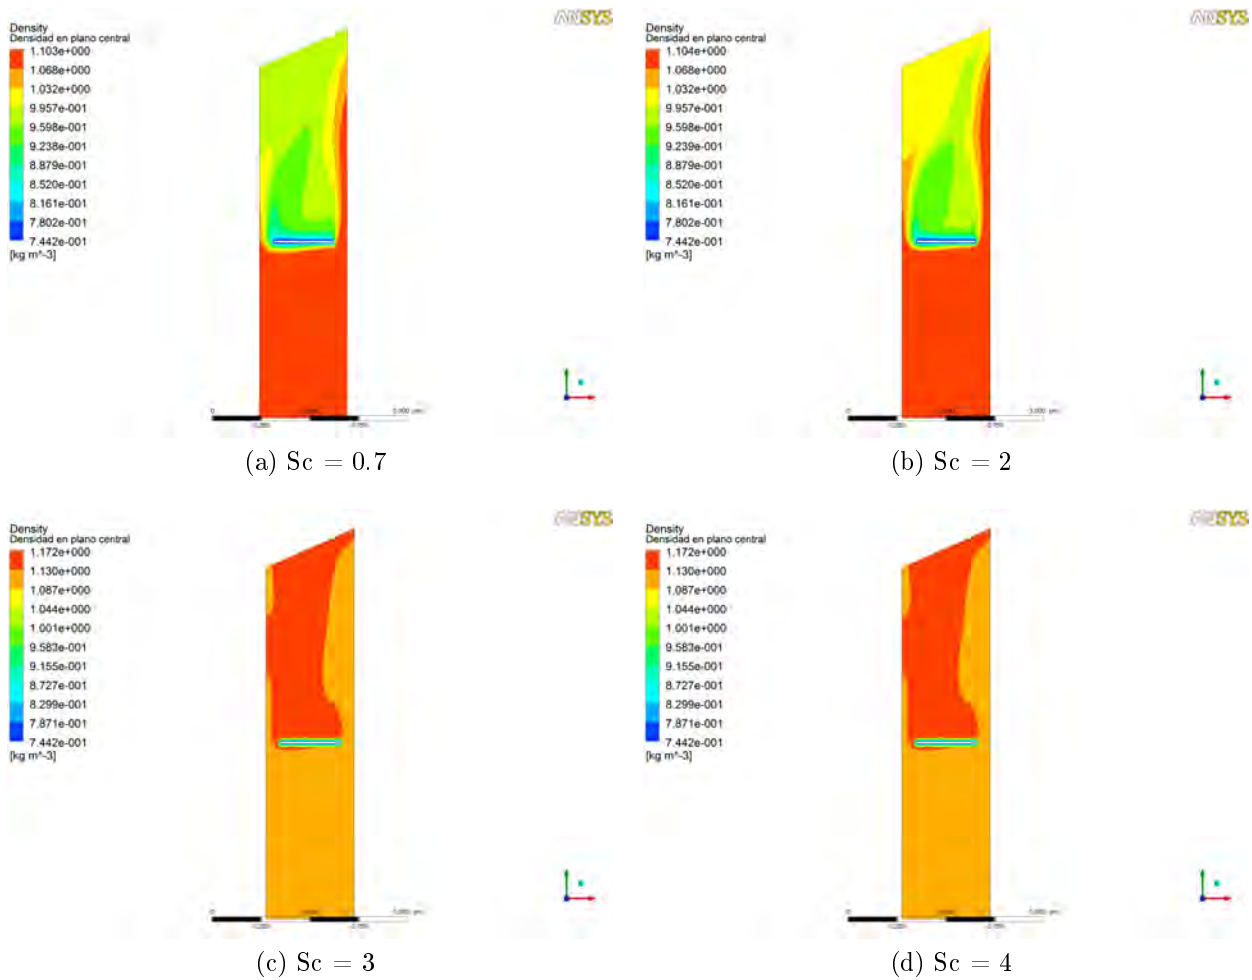 ANSYS
Density
Densidad en plano central
1.103e+000
1.068e+000
1.032e+000
9.957e-001
9.598e-001
9.238e-001
8.879e-001
8.520e-001
8.161e-001
7.802e-001
7.442e-001
[kg m^-3]
0
(a) Sc = 0.7
ANSYS
Density
Densidad en plano central
1.104e+000
1.068e+000
1.032e+000
9.957e-001
9.598e-001
9.239e-001
8.879e-001
8.520e-001
8.161e-001
7.802e-001
7.442e-001
[kg m^-3]
0
(b) Sc = 2
ANSYS
Density
Densidad en plano central
1.172e+000
1.130e+000
1.087e+000
1.044e+000
1.001e+000
9.583e-001
9.155e-001
8.727e-001
8.299e-001
7.871e-001
7.442e-001
[kg m^-3]
0
(c) Sc = 3
ANSYS
Density
Densidad en plano central
1.172e+000
1.130e+000
1.087e+000
1.044e+000
1.001e+000
9.583e-001
9.155e-001
8.727e-001
8.299e-001
7.871e-001
7.442e-001
[kg m^-3]
0
(d) Sc = 4